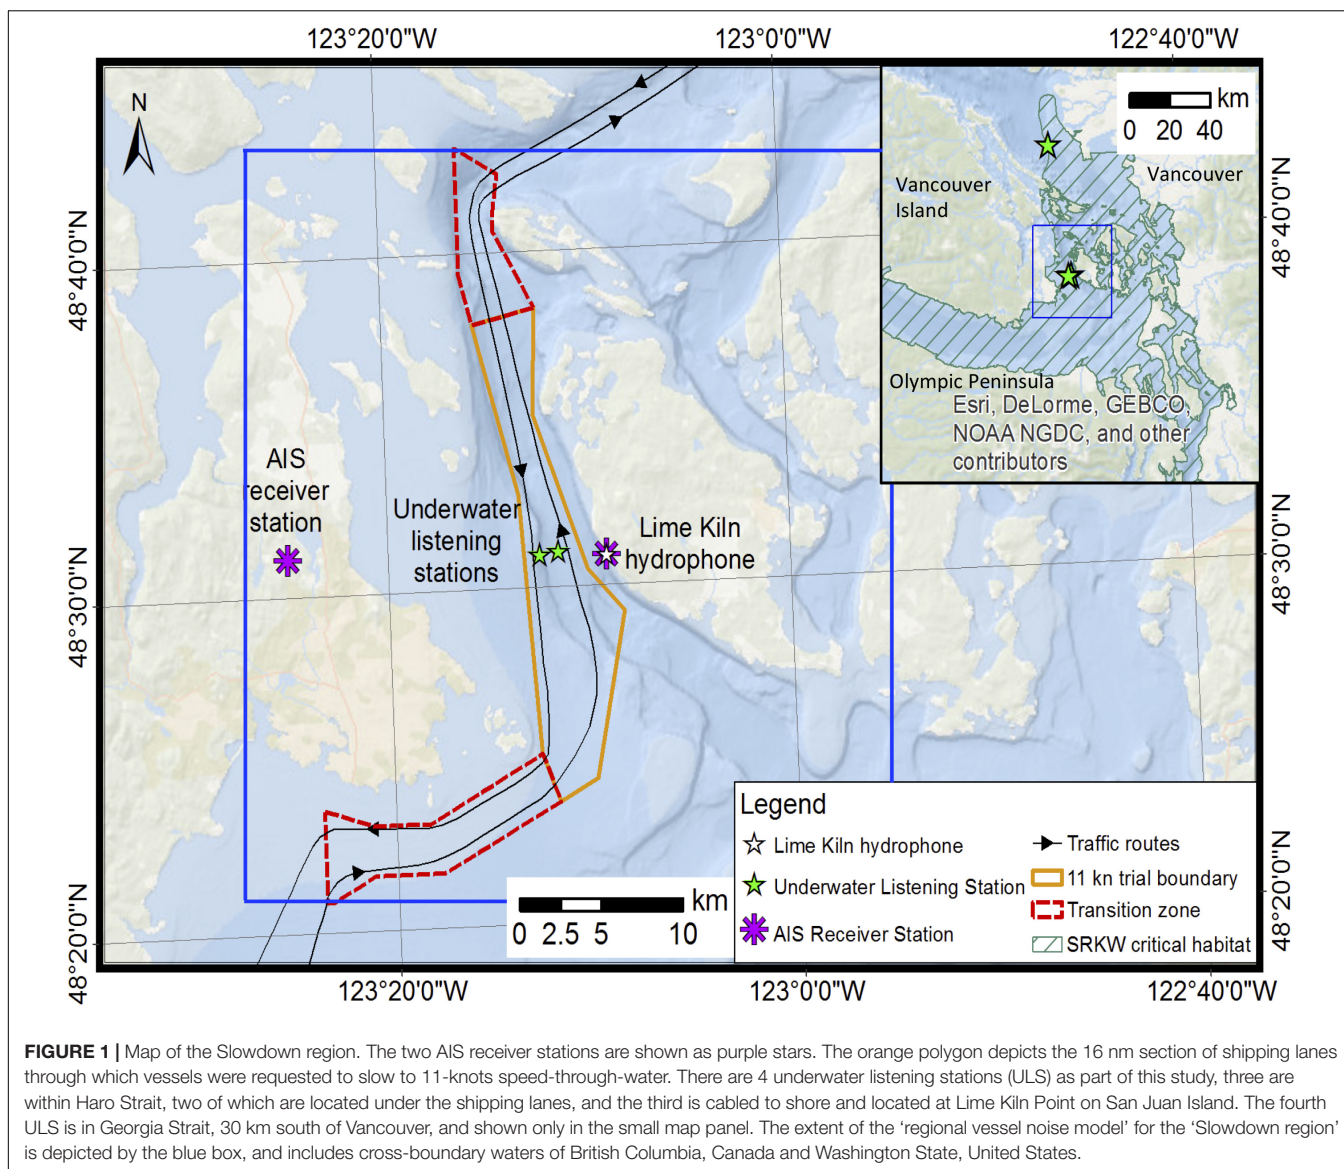 123°20'0"W
123°0'0"W
122°40'0"W
N
km
0 20 40
Vancouver
Island
Vancouver
48°40'0"N
48°40'0"N
Olympic Peninsula
Esri, DeLorme, GEBCO,
NOAA NGDC, and other
contributors
AIS
receiver
station
Underwater
listening
stations
Lime Kiln
hydrophone
48°30'0"N
48°30'0"N
Legend
Lime Kiln hydrophone
Underwater Listening Station
AIS Receiver Station
Traffic routes
11 kn trial boundary
Transition zone
SRKW critical habitat
km
0 2.5 5 10
48°20'0"N
48°20'0"N
123°20'0"W
123°0'0"W
122°40'0"W
FIGURE 1 | Map of the Slowdown region. The two AIS receiver stations are shown as purple stars. The orange polygon depicts the 16 nm section of shipping lanes
through which vessels were requested to slow to 11-knots speed-through-water. There are 4 underwater listening stations (ULS) as part of this study, three are
within Haro Strait, two of which are located under the shipping lanes, and the third is cabled to shore and located at Lime Kiln Point on San Juan Island. The fourth
ULS is in Georgia Strait, 30 km south of Vancouver, and shown only in the small map panel. The extent of the 'regional vessel noise model' for the 'Slowdown region'
is depicted by the blue box, and includes cross-boundary waters of British Columbia, Canada and Washington State, United States.